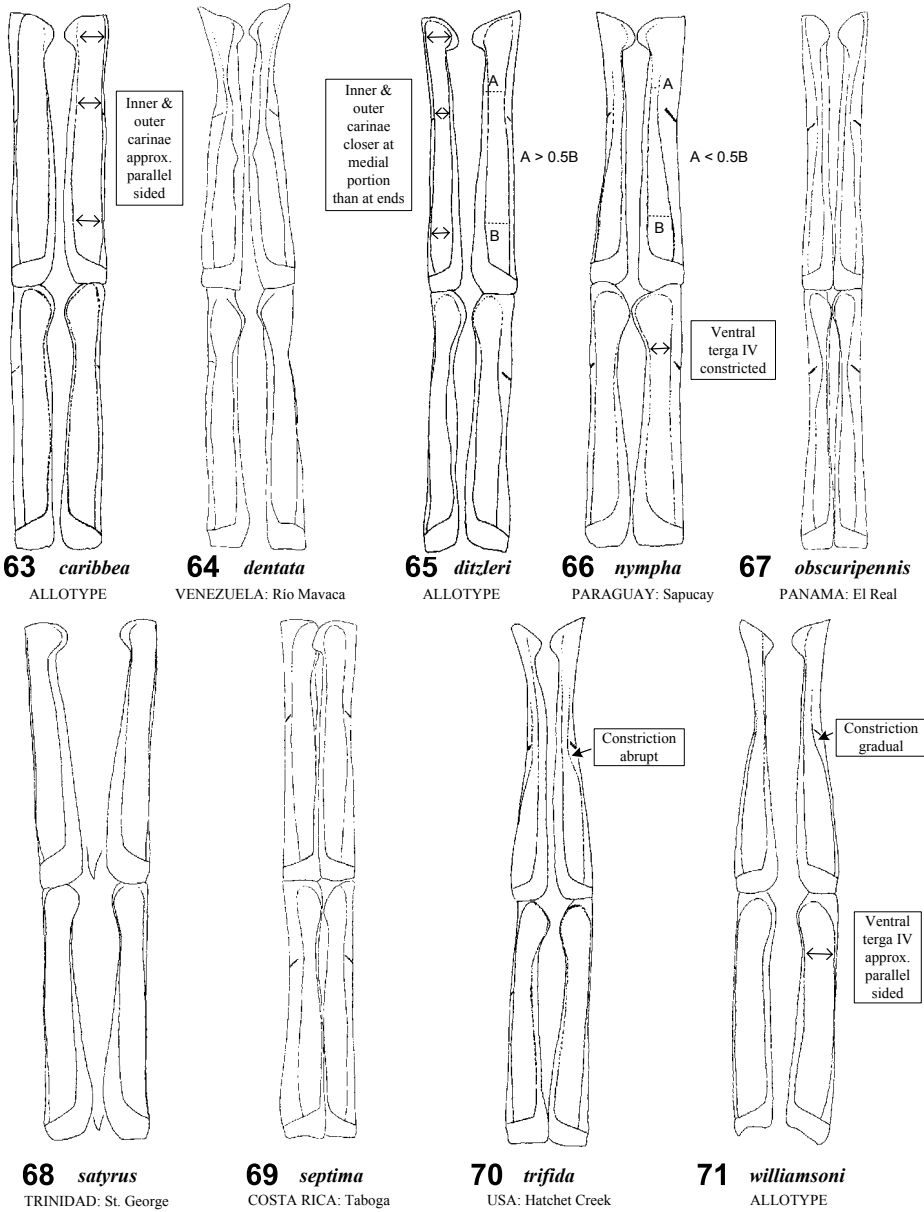 Inner &
outer
carinae
approx.
parallel
sided
Inner &
outer
carinae
closer at
medial
portion
than at ends
A
B
A > 0.5B
A
B
A < 0.5B
Ventral
terga IV
constricted
63 caribbea
ALLOTYPE
64 dentata
VENEZUELA: Río Mavaca
65 ditzleri
ALLOTYPE
66 nympha
PARAGUAY: Sapucay
67 obscuripennis
PANAMA: El Real
Constriction
abrupt
Constriction
gradual
Ventral
terga IV
approx.
parallel
sided
68 satyrus
TRINIDAD: St. George
69 septima
COSTA RICA: Taboga
70 trifida
USA: Hatchet Creek
71 williamsoni
ALLOTYPE